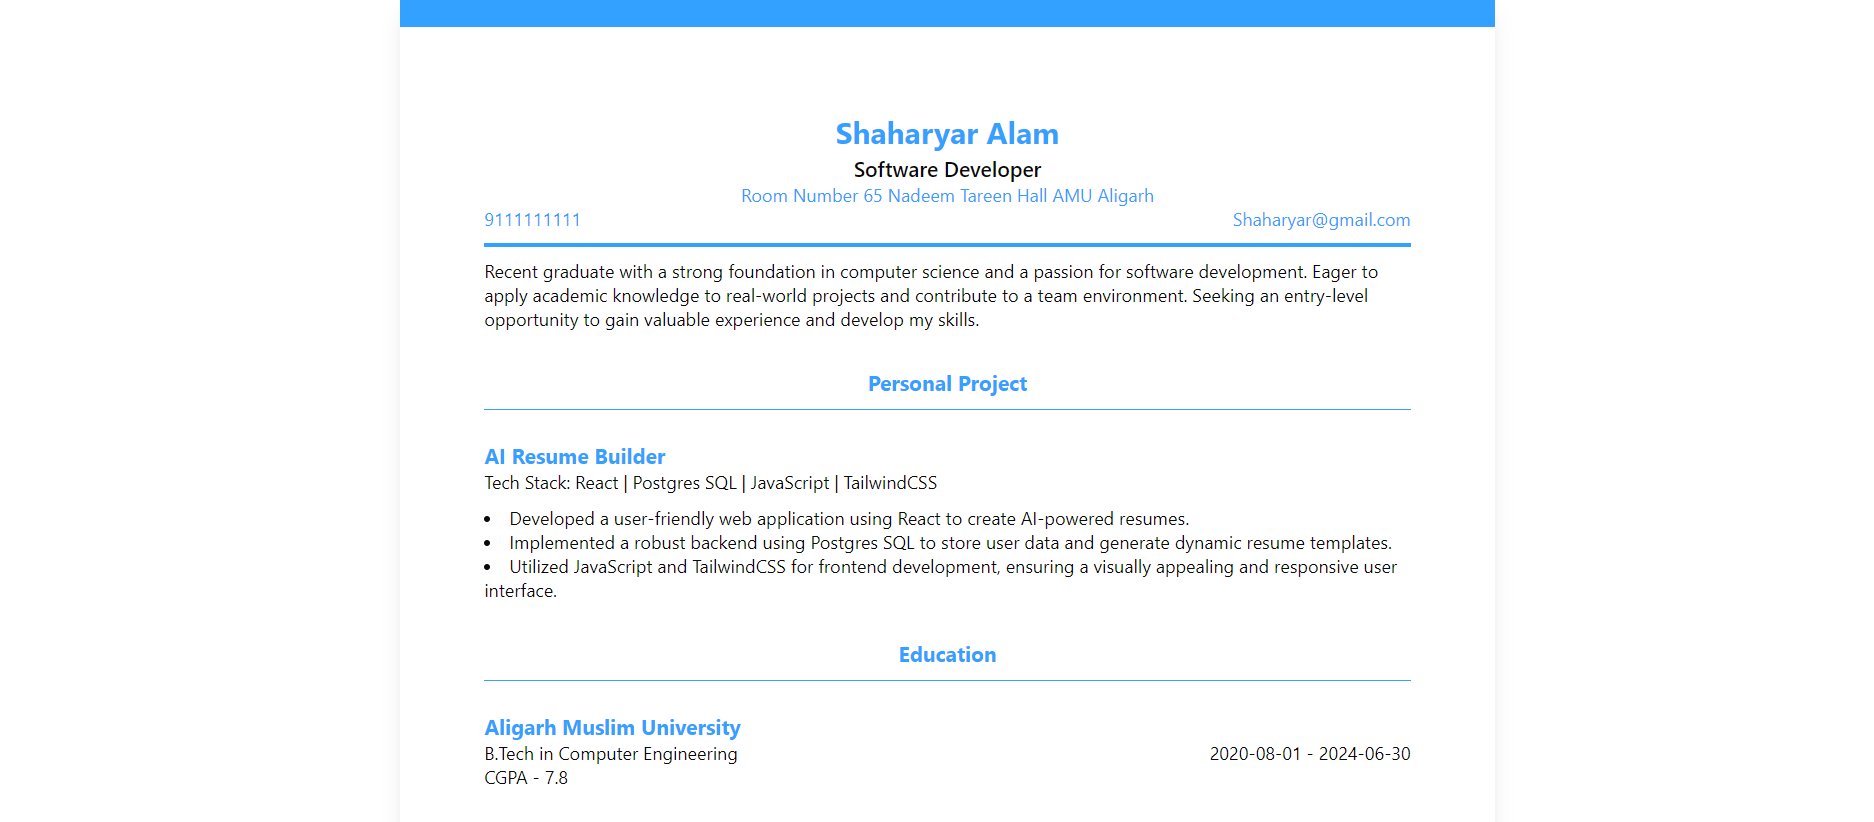 Shaharyar Alam
Software Developer
Room Number 65 Nadeem Tareen Hall AMU Aligarh
9111111111 Shaharyar@gmail.com
Recent graduate with a strong foundation in computer science and a passion for software development. Eager to
apply academic knowledge to real-world projects and contribute to a team environment. Seeking an entry-level
opportunity to gain valuable experience and develop my skills.
Personal Project
AI Resume Builder
Tech Stack: React | Postgres SQL | JavaScript | TailwindCSS
• Developed a user-friendly web application using React to create AI-powered resumes.
• Implemented a robust backend using Postgres SQL to store user data and generate dynamic resume templates.
• Utilized JavaScript and TailwindCSS for frontend development, ensuring a visually appealing and responsive user
interface.
Education
Aligarh Muslim University
B.Tech in Computer Engineering 2020-08-01 - 2024-06-30
CGPA - 7.8